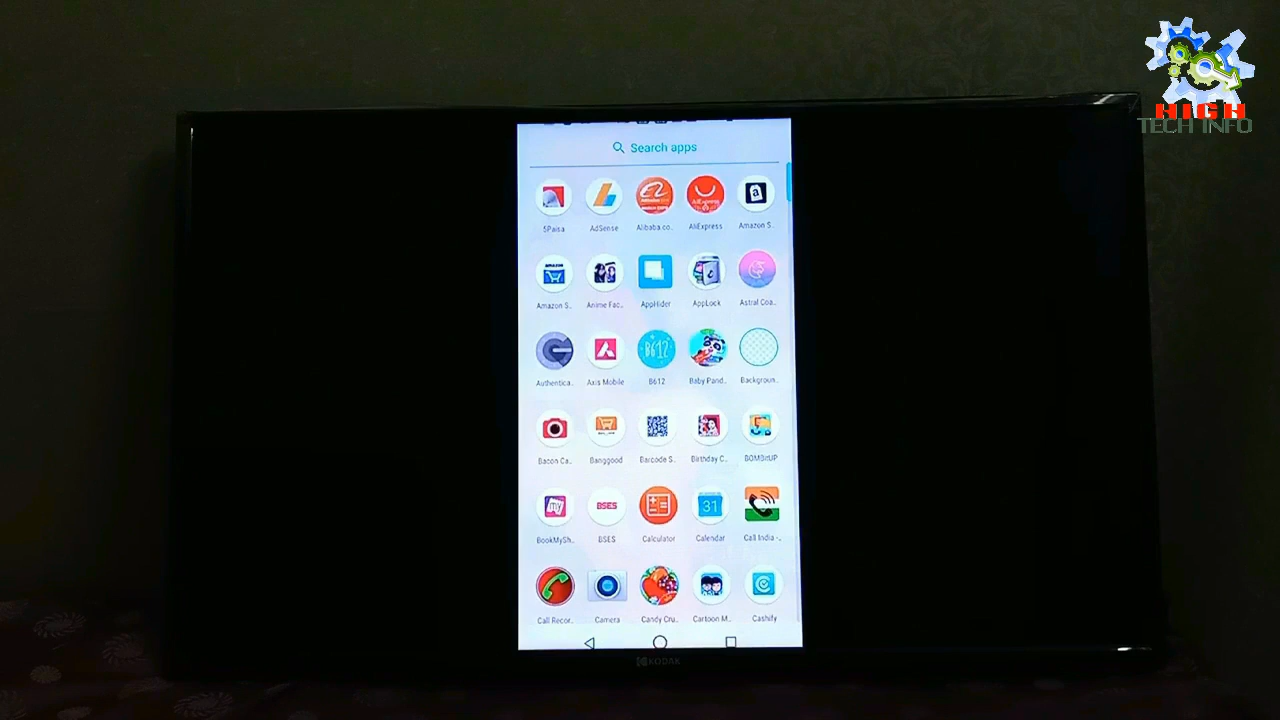 HIGH
TECH INFO
Search apps
5Paisa AdSense Alibaba.co.. AliExpress Amazon S..
Amazon S.. Anime Fac.. AppHider AppLock Astral Coa..
Authentica.. Axis Mobile B612 Baby Pand.. Backgroun..
Bacon Ca.. Banggood Barcode S.. Birthday C.. BOMBitUP
BookMySh.. BSES Calculator Calendar Call India -..
Call Recor.. Camera Candy Cru.. Cartoon M.. Cashify
KODAK